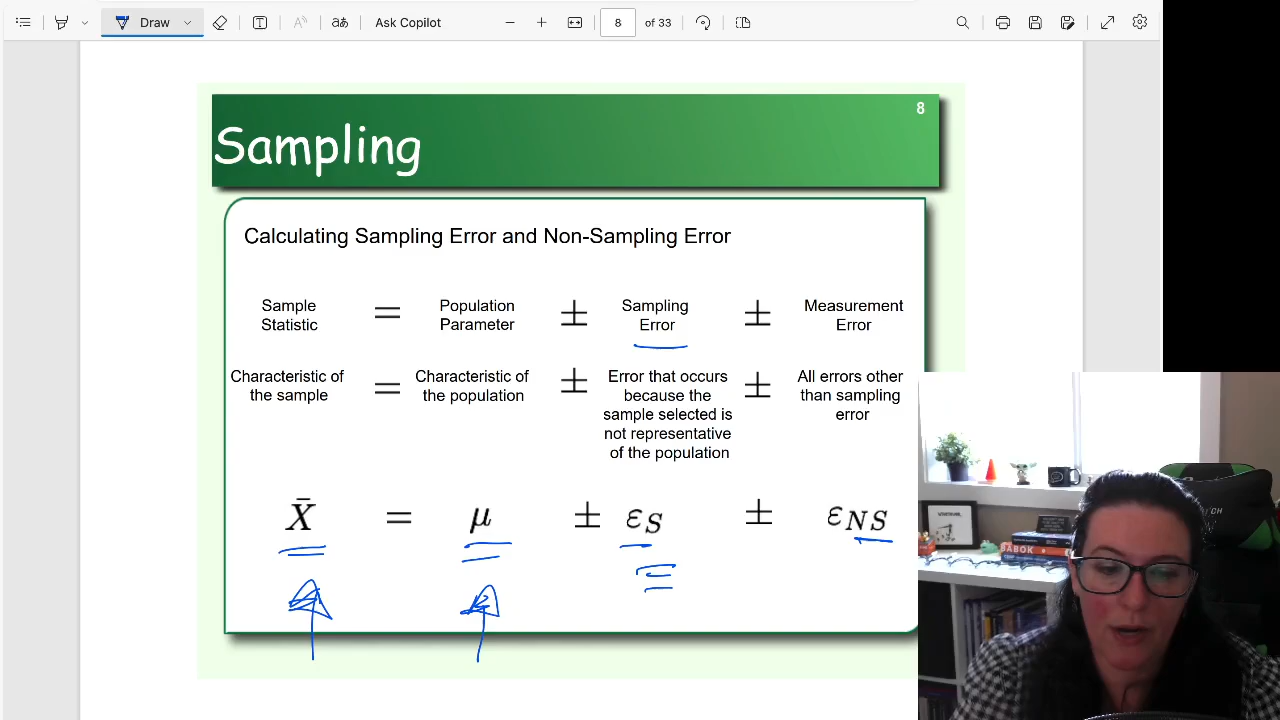 Draw
Ask Copilot
8
of 33
8
Sampling
Calculating Sampling Error and Non-Sampling Error
Sample Statistic = Population Parameter ± Sampling Error ± Measurement Error
Characteristic of the sample = Characteristic of the population ± Error that occurs because the sample selected is not representative of the population ± All errors other than sampling error
X̄ = μ ± εS ± εNS